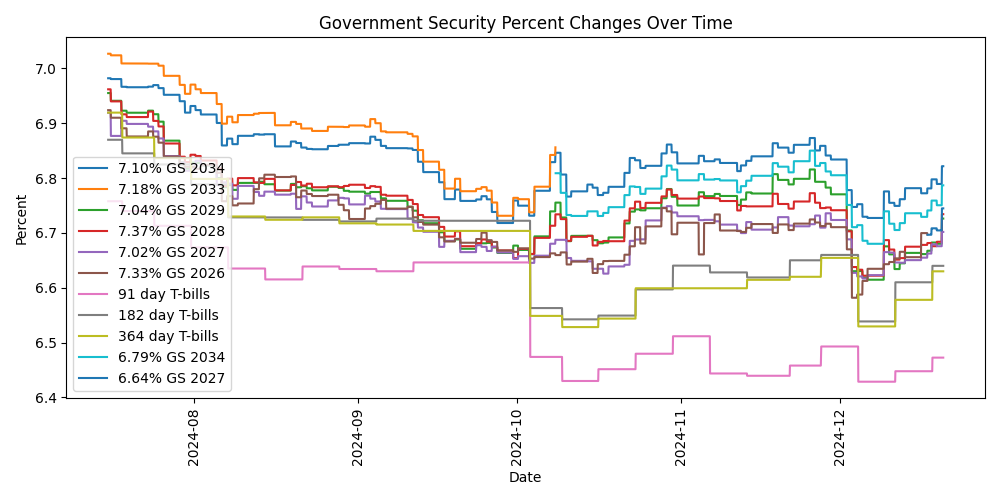 Government Security Percent Changes Over Time
Percent
7.0
6.9
6.8
6.7
6.6
6.5
6.4
7.10% GS 2034
7.18% GS 2033
7.04% GS 2029
7.37% GS 2028
7.02% GS 2027
7.33% GS 2026
91 day T-bills
182 day T-bills
364 day T-bills
6.79% GS 2034
6.64% GS 2027
2024-08
2024-09
2024-10
2024-11
2024-12
Date